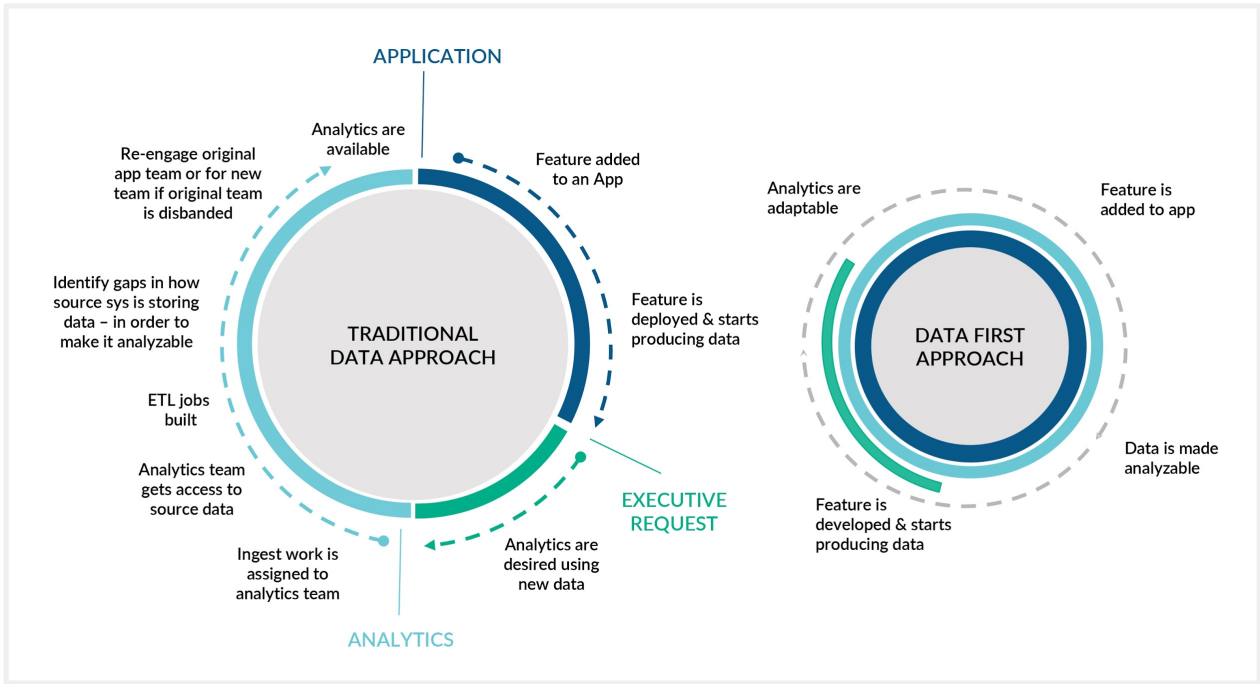 APPLICATION
Analytics are
available
Feature added
to an App
Feature is
deployed & starts
producing data
EXECUTIVE
REQUEST
Analytics are
desired using
new data
ANALYTICS
Ingest work is
assigned to
analytics team
Analytics team
gets access to
source data
ETL jobs
built
Identify gaps in how
source sys is storing
data – in order to
make it analyzable
Re-engage original
app team or for new
team if original team
is disbanded
TRADITIONAL
DATA APPROACH
Analytics are
adaptable
Feature is
added to app
DATA FIRST
APPROACH
Data is made
analyzable
Feature is
developed & starts
producing data